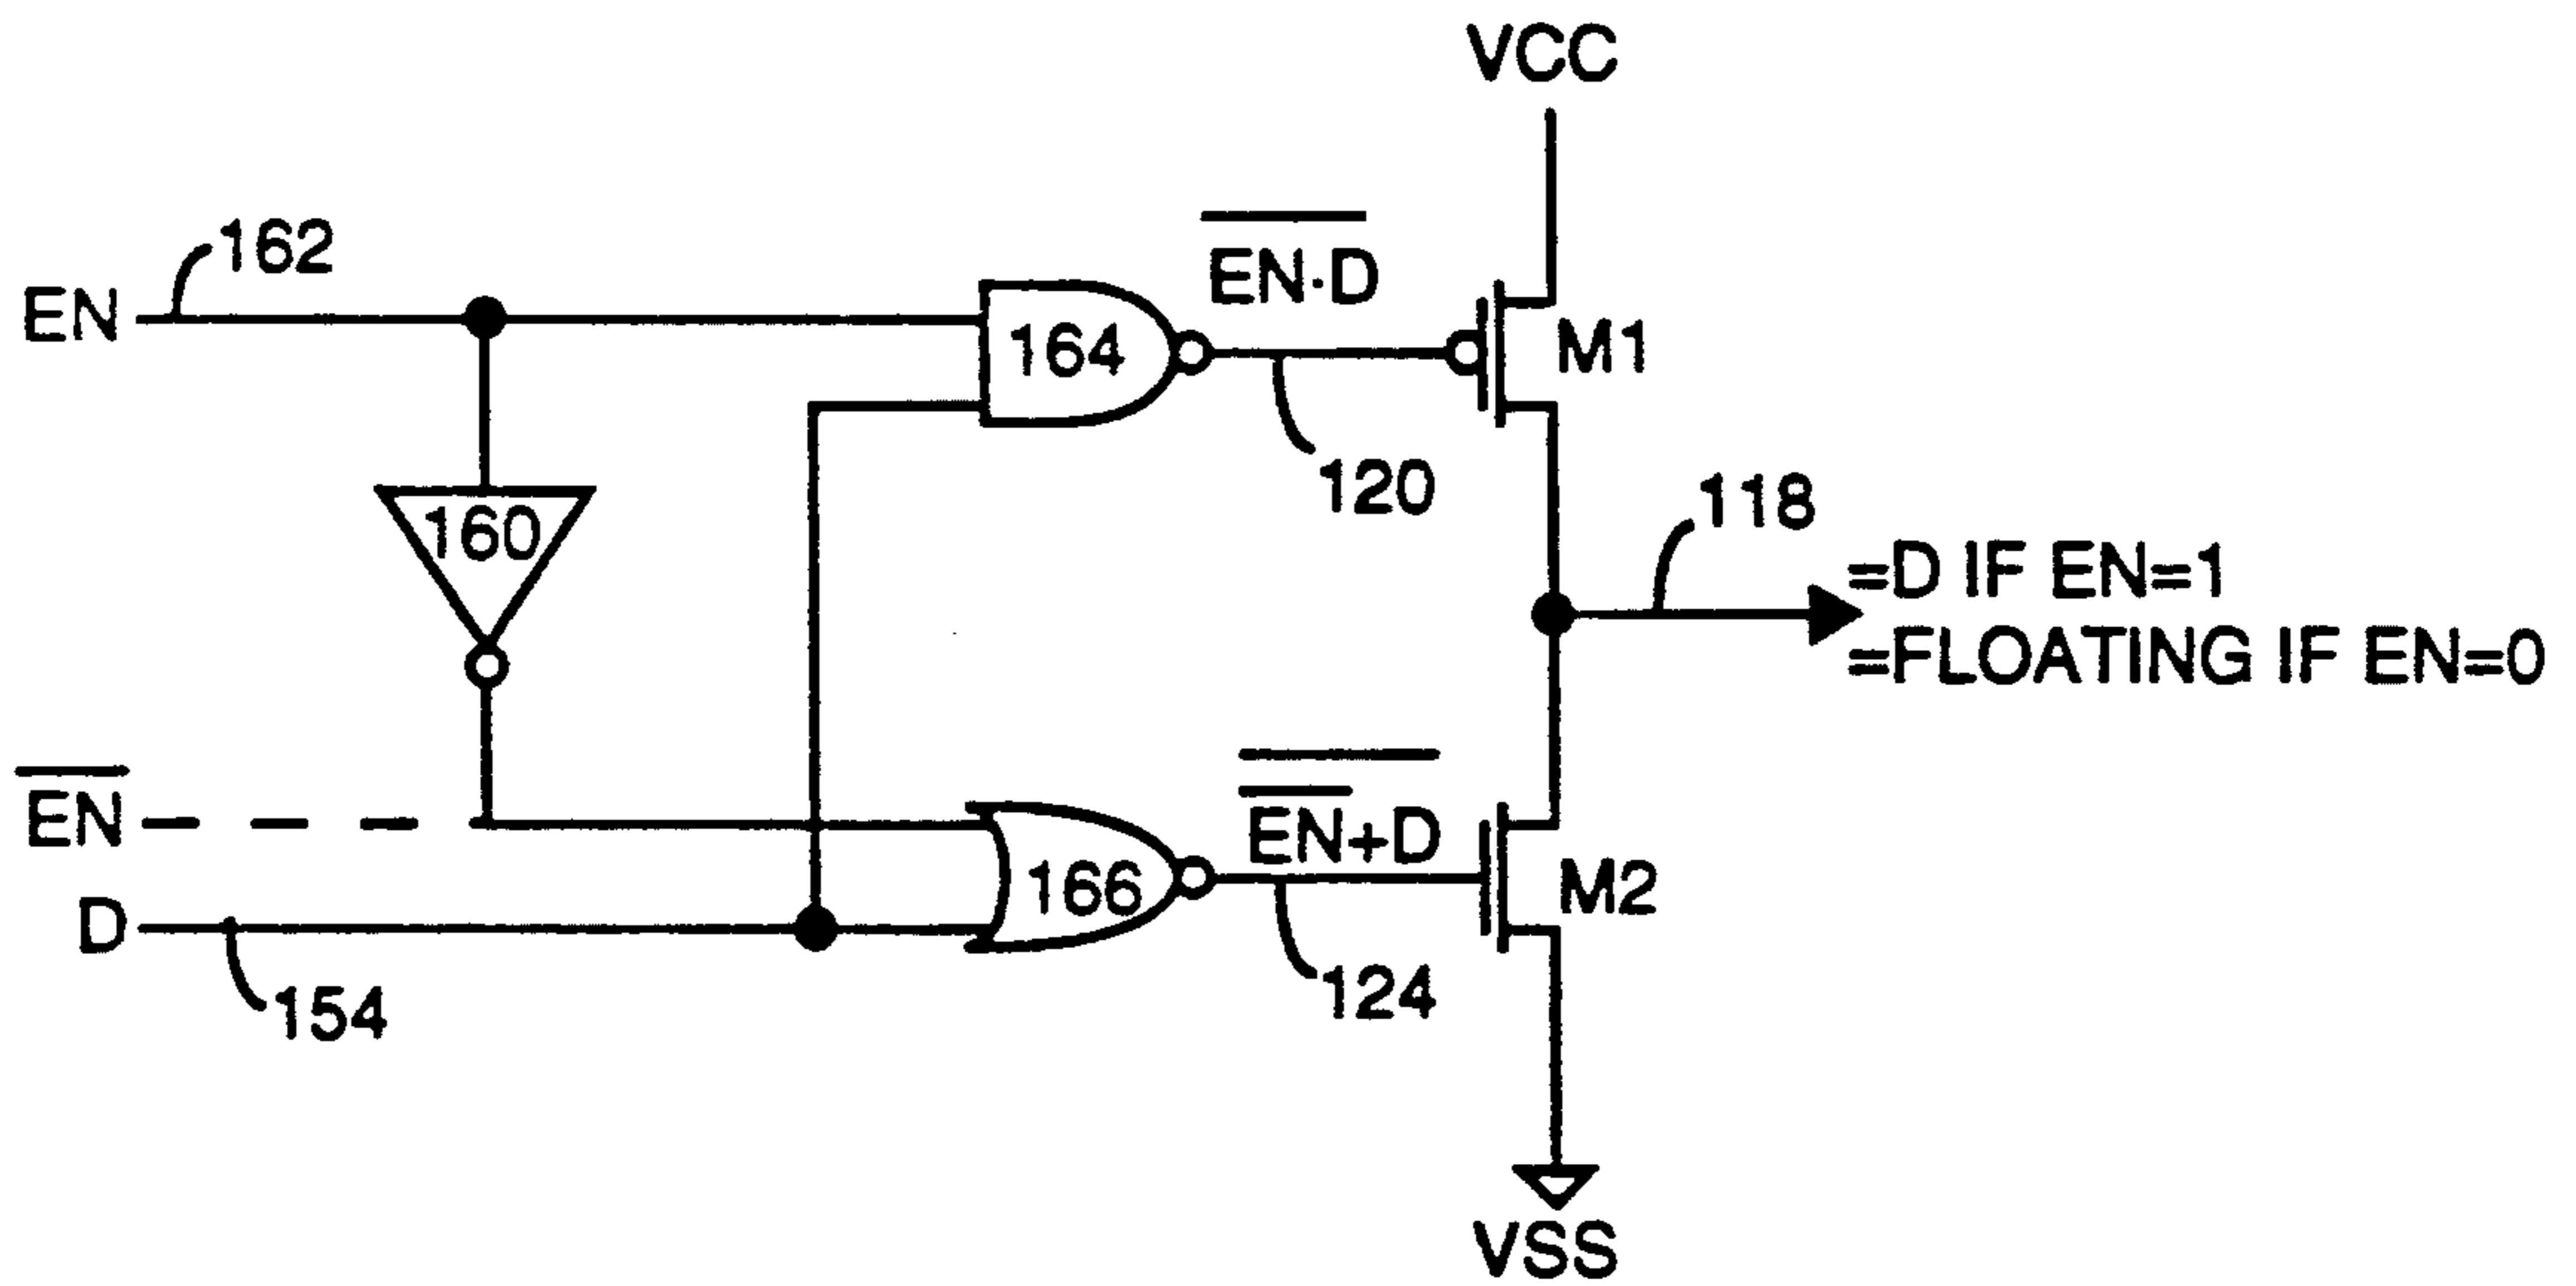 VCC
EN
162
164
EN·D
M1
120
160
118
=D IF EN=1
=FLOATING IF EN=0
EN
D
154
166
EN+D
M2
124
VSS